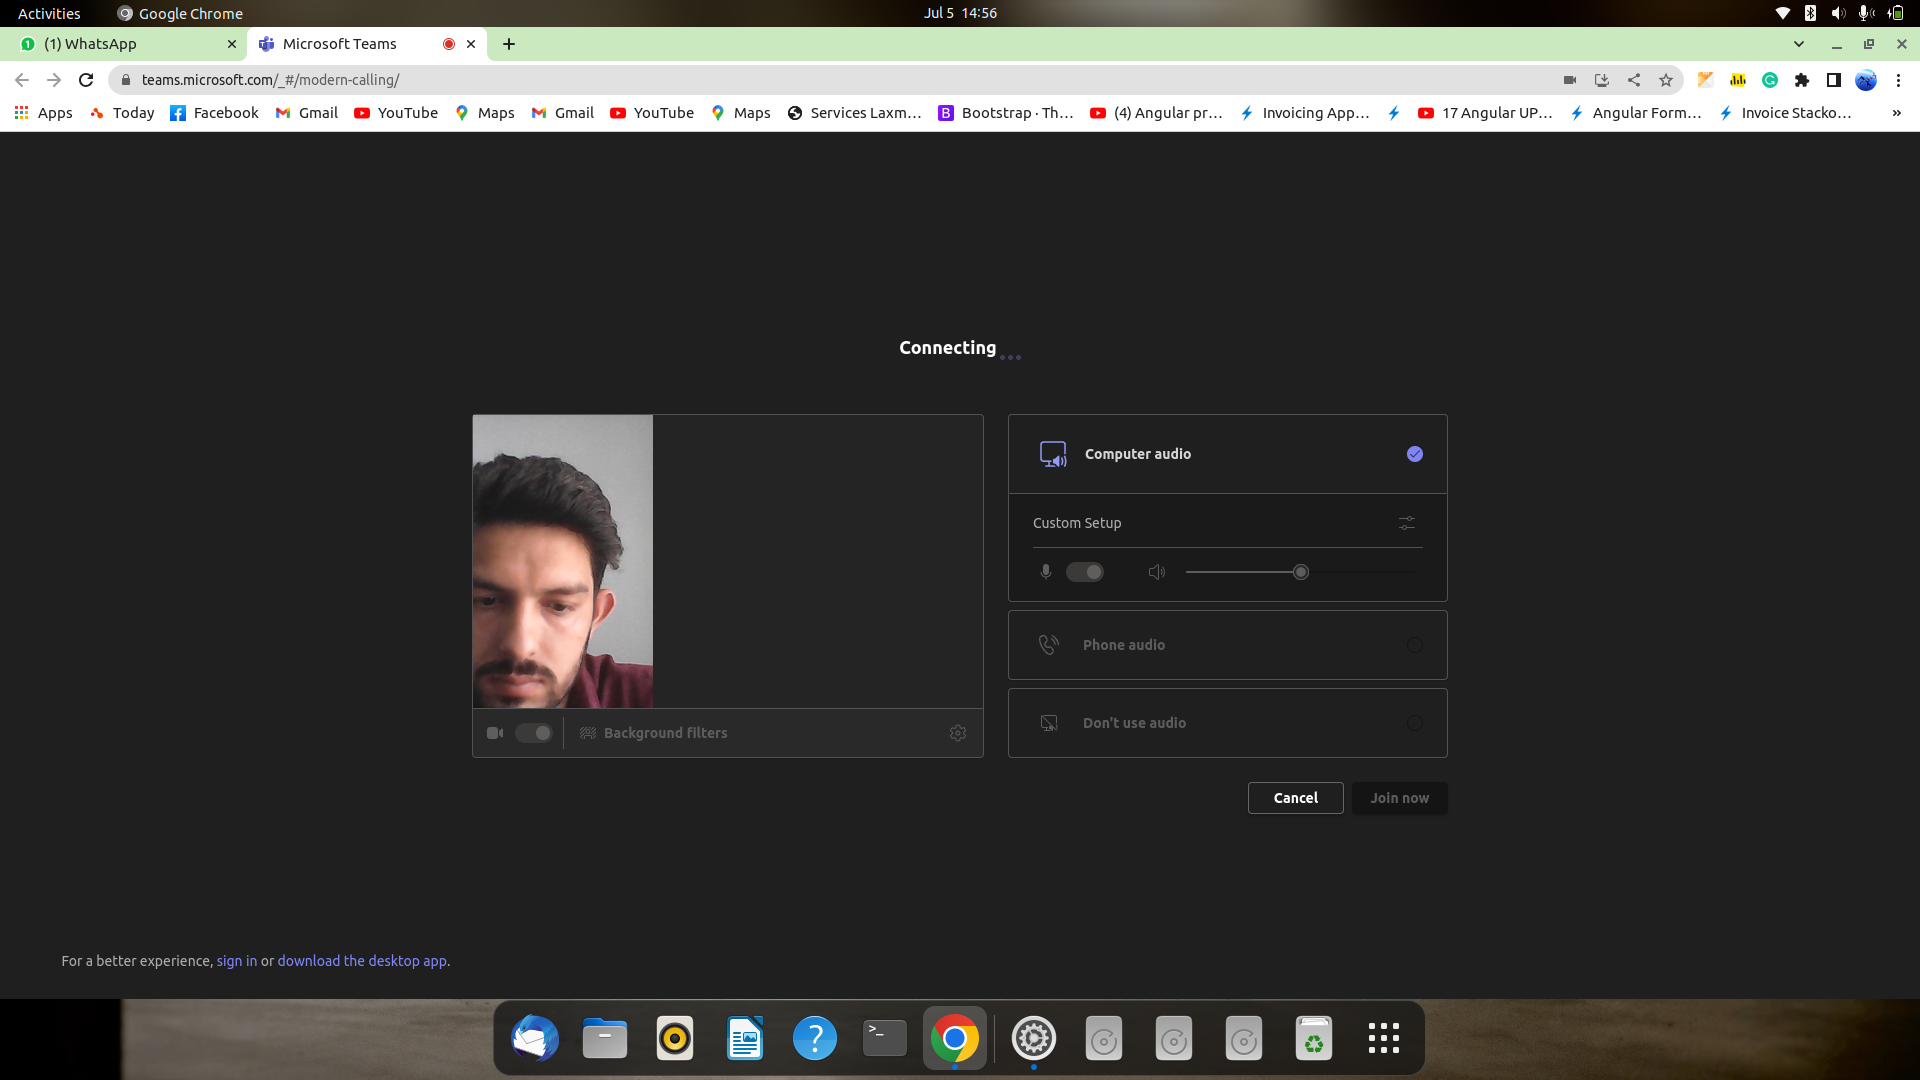 Activities Google Chrome Jul 5 14:56
(1) WhatsApp Microsoft Teams
teams.microsoft.com/_#/modern-calling/
Apps Today Facebook Gmail YouTube Maps Gmail YouTube Maps Services Laxm… Bootstrap · Th… (4) Angular pr… Invoicing App… 17 Angular UP… Angular Form… Invoice Stacko… »
Connecting...
Computer audio
Custom Setup
Phone audio
Don't use audio
Background filters
Cancel Join now
For a better experience, sign in or download the desktop app.